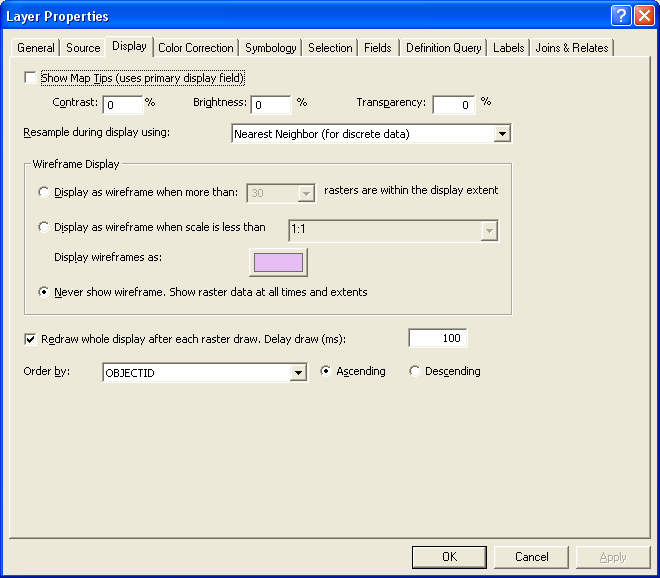 Layer Properties
General Source Display Color Correction Symbology Selection Fields Definition Query Labels Joins & Relates
Show Map Tips (uses primary display field)
Contrast: 0 % Brightness: 0 % Transparency: 0 %
Resample during display using: Nearest Neighbor (for discrete data)
Wireframe Display
Display as wireframe when more than: 30 rasters are within the display extent
Display as wireframe when scale is less than 1:1
Display wireframes as:
Never show wireframe. Show raster data at all times and extents
Redraw whole display after each raster draw. Delay draw (ms): 100
Order by: OBJECTID Ascending Descending
OK Cancel Apply